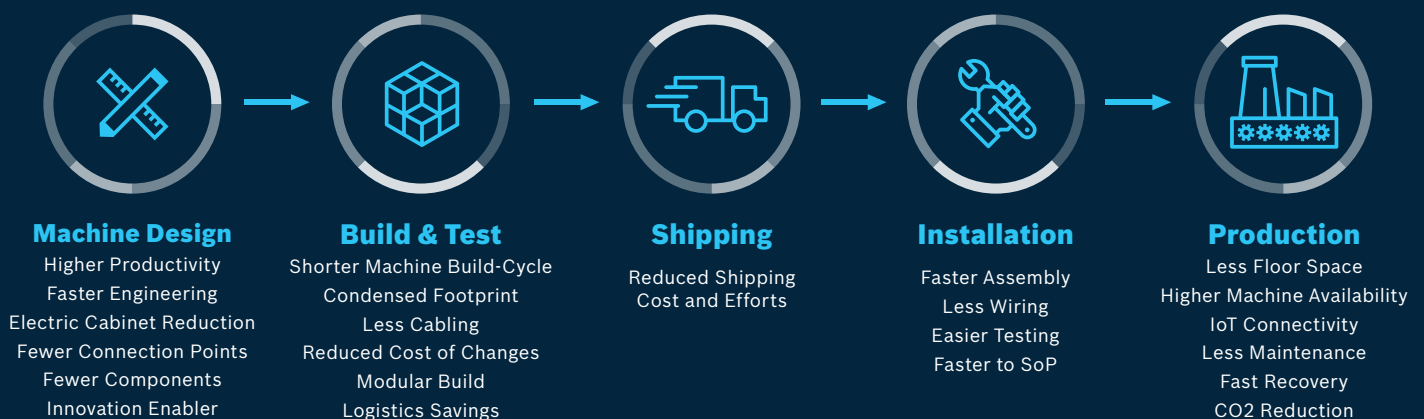 Machine Design
Higher Productivity
Faster Engineering
Electric Cabinet Reduction
Fewer Connection Points
Fewer Components
Innovation Enabler
Build & Test
Shorter Machine Build-Cycle
Condensed Footprint
Less Cabling
Reduced Cost of Changes
Modular Build
Logistics Savings
Shipping
Reduced Shipping
Cost and Efforts
Installation
Faster Assembly
Less Wiring
Easier Testing
Faster to SoP
Production
Less Floor Space
Higher Machine Availability
IoT Connectivity
Less Maintenance
Fast Recovery
CO2 Reduction